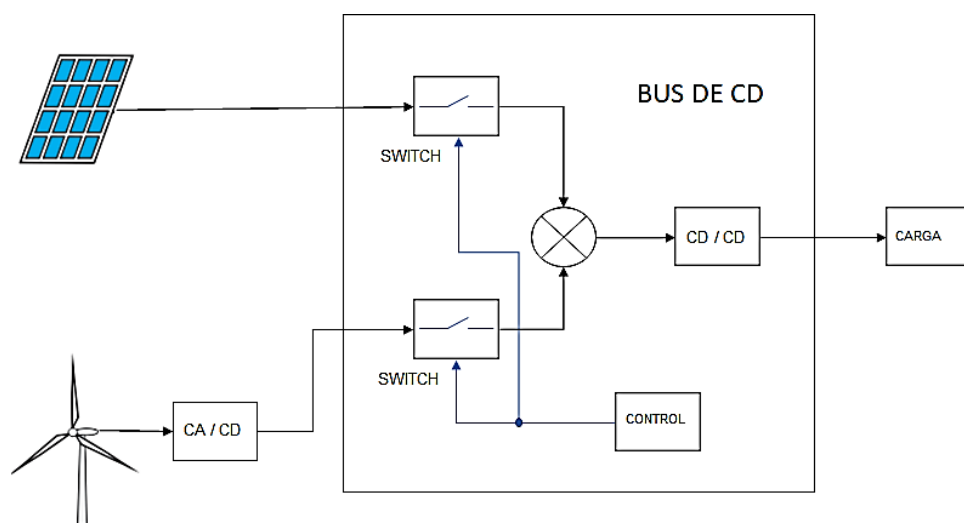 BUS DE CD
SWITCH
CD / CD
CARGA
SWITCH
CA / CD
CONTROL